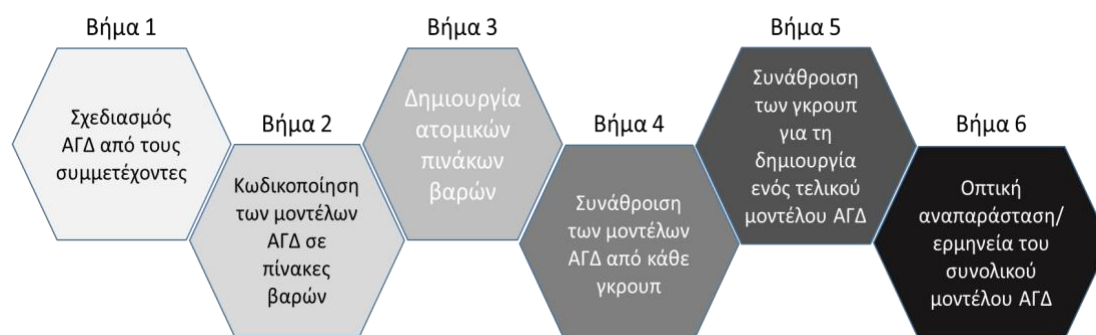 Βήμα 1
Σχεδιασμός
ΑΓΔ από τους
συμμετέχοντες
Βήμα 2
Κωδικοποίηση
των μοντέλων
ΑΓΔ σε
πίνακες
βαρών
Βήμα 3
Δημιουργία
ατομικών
πινάκων
βαρών
Βήμα 4
Συνάθροιση
των μοντέλων
ΑΓΔ από κάθε
γκρουπ
Βήμα 5
Συνάθροιση
των γκρουπ
για τη
δημιουργία
ενός τελικού
μοντέλου ΑΓΔ
Βήμα 6
Οπτική
αναπαράσταση/
ερμηνεία του
συνολικού
μοντέλου ΑΓΔ